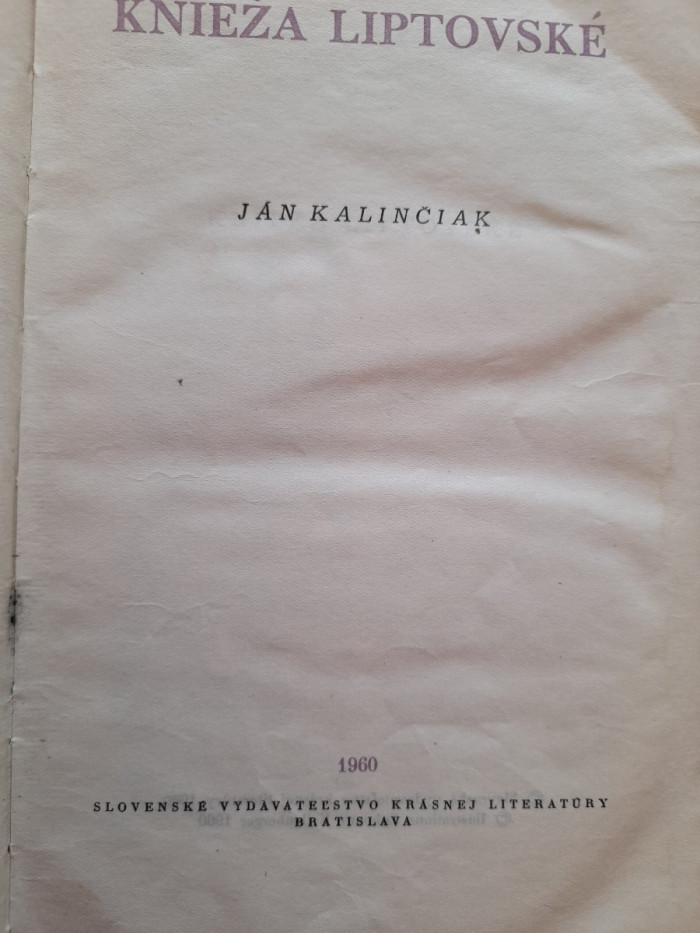 KNIEŽA LIPTOVSKÉ
JÁN KALINČIAK
1960
SLOVENSKÉ VYDAVATEĽSTVO KRÁSNEJ LITERATÚRY
BRATISLAVA